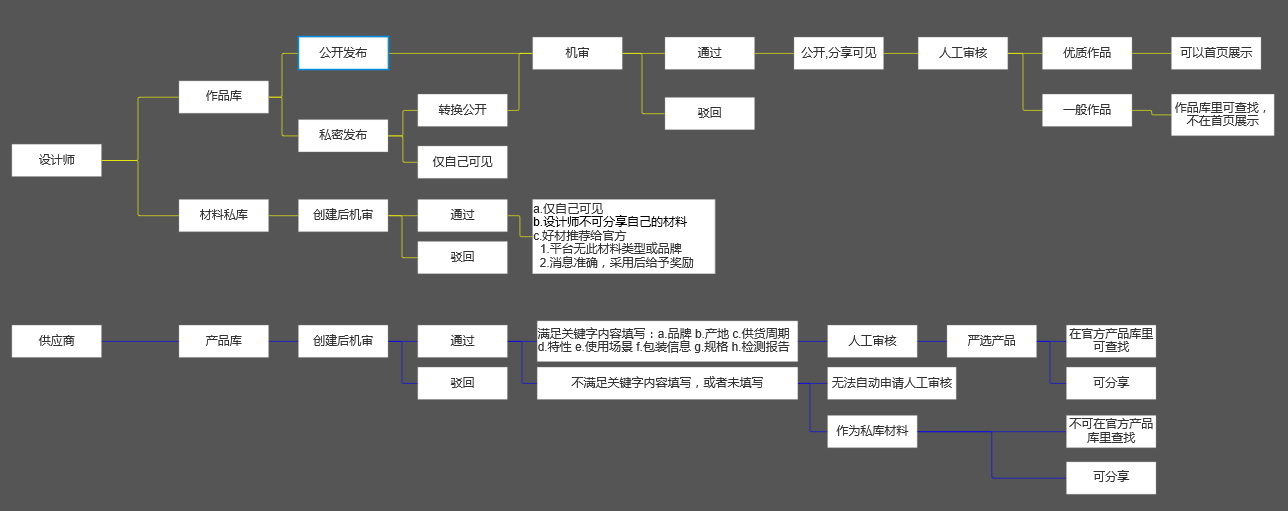 公开发布
机审
通过
公开,分享可见
人工审核
优质作品
可以首页展示
作品库
转换公开
驳回
一般作品
作品库里可查找，
不在首页展示
私密发布
设计师
仅自己可见
材料私库
创建后机审
通过
a.仅自己可见
b.设计师不可分享自己的材料
c.好材推荐给官方
1.平台无此材料类型或品牌
2.消息准确，采用后给予奖励
驳回
供应商
产品库
创建后机审
通过
满足关键字内容填写：a.品牌 b.产地 c.供货周期
d.特性 e.使用场景 f.包装信息 g.规格 h.检测报告
人工审核
严选产品
在官方产品库里
可查找
驳回
不满足关键字内容填写，或者未填写
无法自动申请人工审核
可分享
作为私库材料
不可在官方产品
库里查找
可分享